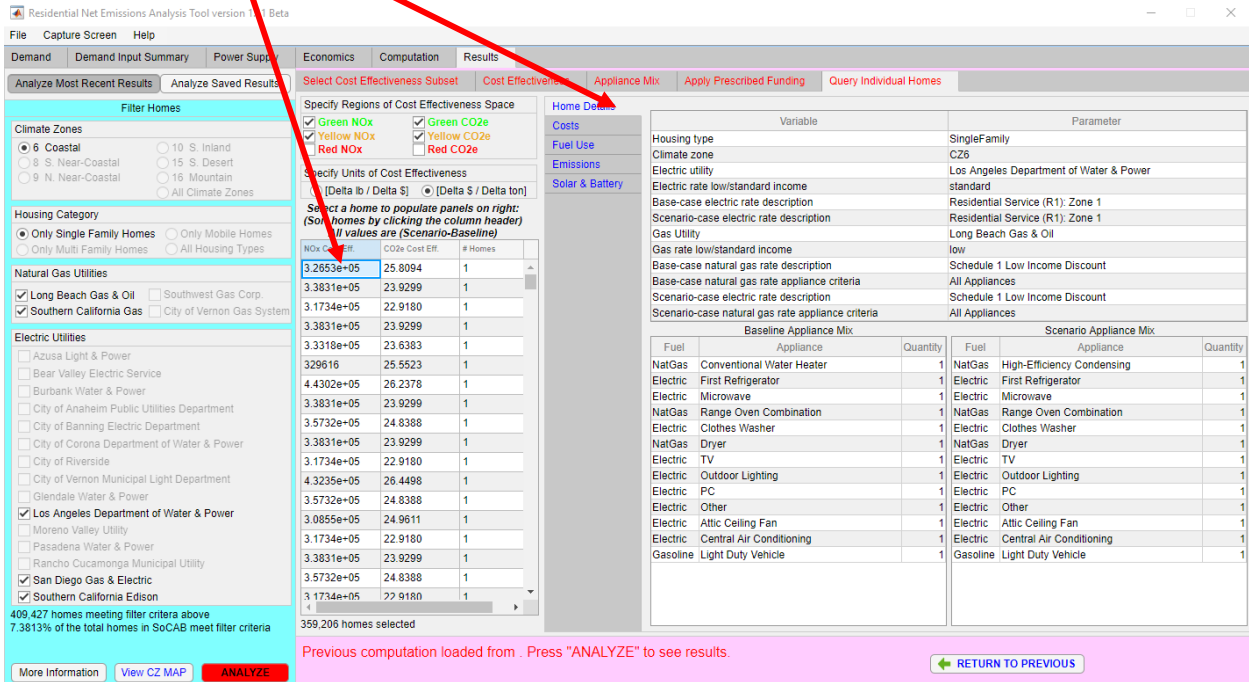 Residential Net Emissions Analysis Tool version 1 1 Beta
File Capture Screen Help
Demand Demand Input Summary Power Supply Economics Computation Results
Analyze Most Recent Results Analyze Saved Results
Filter Homes
Climate Zones
6 Coastal 10 S. Inland
8 S. Near-Coastal 15 S. Desert
9 N. Near-Coastal 16 Mountain
All Climate Zones
Housing Category
Only Single Family Homes Only Mobile Homes
Only Multi Family Homes All Housing Types
Natural Gas Utilities
Long Beach Gas & Oil Southwest Gas Corp.
Southern California Gas City of Vernon Gas System
Electric Utilities
Azusa Light & Power
Bear Valley Electric Service
Burbank Water & Power
City of Anaheim Public Utilities Department
City of Banning Electric Department
City of Corona Department of Water & Power
City of Riverside
City of Vernon Municipal Light Department
Glendale Water & Power
Los Angeles Department of Water & Power
Moreno Valley Utility
Pasadena Water & Power
Rancho Cucamonga Municipal Utility
San Diego Gas & Electric
Southern California Edison
409,427 homes meeting filter critera above
7.3813% of the total homes in SoCAB meet filter criteria
More Information View CZ MAP ANALYZE
Select Cost Effectiveness Subset Cost Effectiveness Appliance Mix Apply Prescribed Funding Query Individual Homes
Specify Regions of Cost Effectiveness Space
Green NOx Green CO2e
Yellow NOx Yellow CO2e
Red NOx Red CO2e
Specify Units of Cost Effectiveness
[Delta lb / Delta $] [Delta $ / Delta ton]
Select a home to populate panels on right:
(Sort homes by clicking the column header)
All values are (Scenario-Baseline)
NOx Cost Eff. CO2e Cost Eff. # Homes
3.2653e+05 25.8094 1
3.3831e+05 23.9299 1
3.1734e+05 22.9180 1
3.3831e+05 23.9299 1
3.3318e+05 23.6383 1
329616 25.5523 1
4.4302e+05 26.2378 1
3.3831e+05 23.9299 1
3.5732e+05 24.8388 1
3.3831e+05 23.9299 1
3.1734e+05 22.9180 1
4.3235e+05 26.4498 1
3.5732e+05 24.8388 1
3.0855e+05 24.9611 1
3.1734e+05 22.9180 1
3.3831e+05 23.9299 1
3.5732e+05 24.8388 1
3.1734e+05 22.9180 1
359,206 homes selected
Home Details
Costs
Fuel Use
Emissions
Solar & Battery
Variable Parameter
Housing type SingleFamily
Climate zone CZ6
Electric utility Los Angeles Department of Water & Power
Electric rate low/standard income standard
Base-case electric rate description Residential Service (R1): Zone 1
Scenario-case electric rate description Residential Service (R1): Zone 1
Gas Utility Long Beach Gas & Oil
Gas rate low/standard income low
Base-case natural gas rate description Schedule 1 Low Income Discount
Base-case natural gas rate appliance criteria All Appliances
Scenario-case electric rate description Schedule 1 Low Income Discount
Scenario-case natural gas rate appliance criteria All Appliances
Baseline Appliance Mix Scenario Appliance Mix
Fuel Appliance Quantity Fuel Appliance Quantity
NatGas Conventional Water Heater 1 NatGas High-Efficiency Condensing 1
Electric First Refrigerator 1 Electric First Refrigerator 1
Electric Microwave 1 Electric Microwave 1
NatGas Range Oven Combination 1 NatGas Range Oven Combination 1
Electric Clothes Washer 1 Electric Clothes Washer 1
NatGas Dryer 1 NatGas Dryer 1
Electric TV 1 Electric TV 1
Electric Outdoor Lighting 1 Electric Outdoor Lighting 1
Electric PC 1 Electric PC 1
Electric Other 1 Electric Other 1
Electric Attic Ceiling Fan 1 Electric Attic Ceiling Fan 1
Electric Central Air Conditioning 1 Electric Central Air Conditioning 1
Gasoline Light Duty Vehicle 1 Gasoline Light Duty Vehicle 1
Previous computation loaded from . Press "ANALYZE" to see results.
RETURN TO PREVIOUS